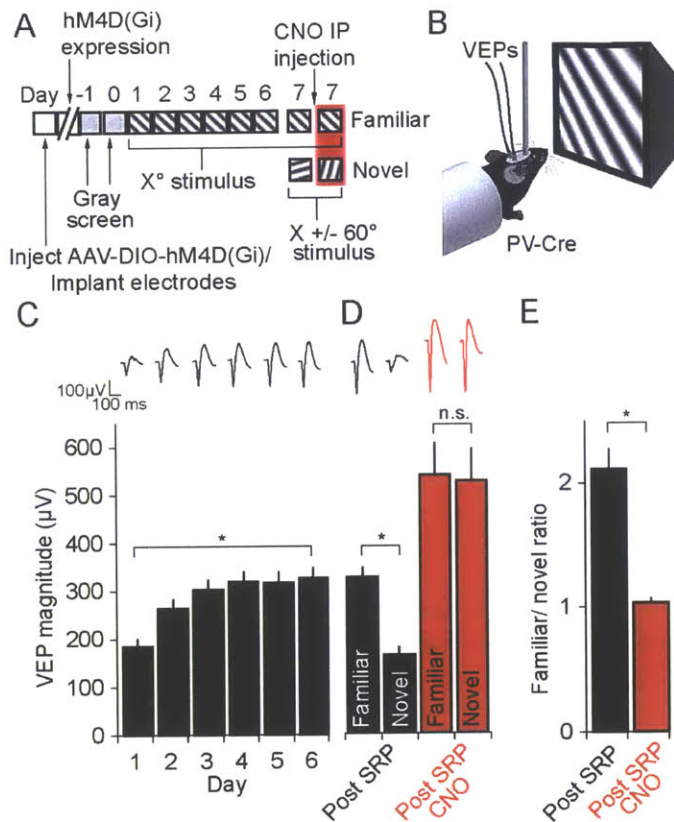 A
hM4D(Gi)
expression
CNO IP
injection
Day -1 0 1 2 3 4 5 6 7 7
Familiar
X° stimulus
Novel
Gray
screen
X +/- 60°
stimulus
Inject AAV-DIO-hM4D(Gi)/
Implant electrodes
B
VEPs
PV-Cre
C
100µV
100 ms
VEP magnitude (µV)
600
500
400
300
200
100
0
*
1 2 3 4 5 6
Day
D
n.s.
*
Familiar
Novel
Familiar
Novel
Post SRP
Post SRP
CNO
E
*
Familiar/ novel ratio
2
1
0
Post SRP
Post SRP
CNO